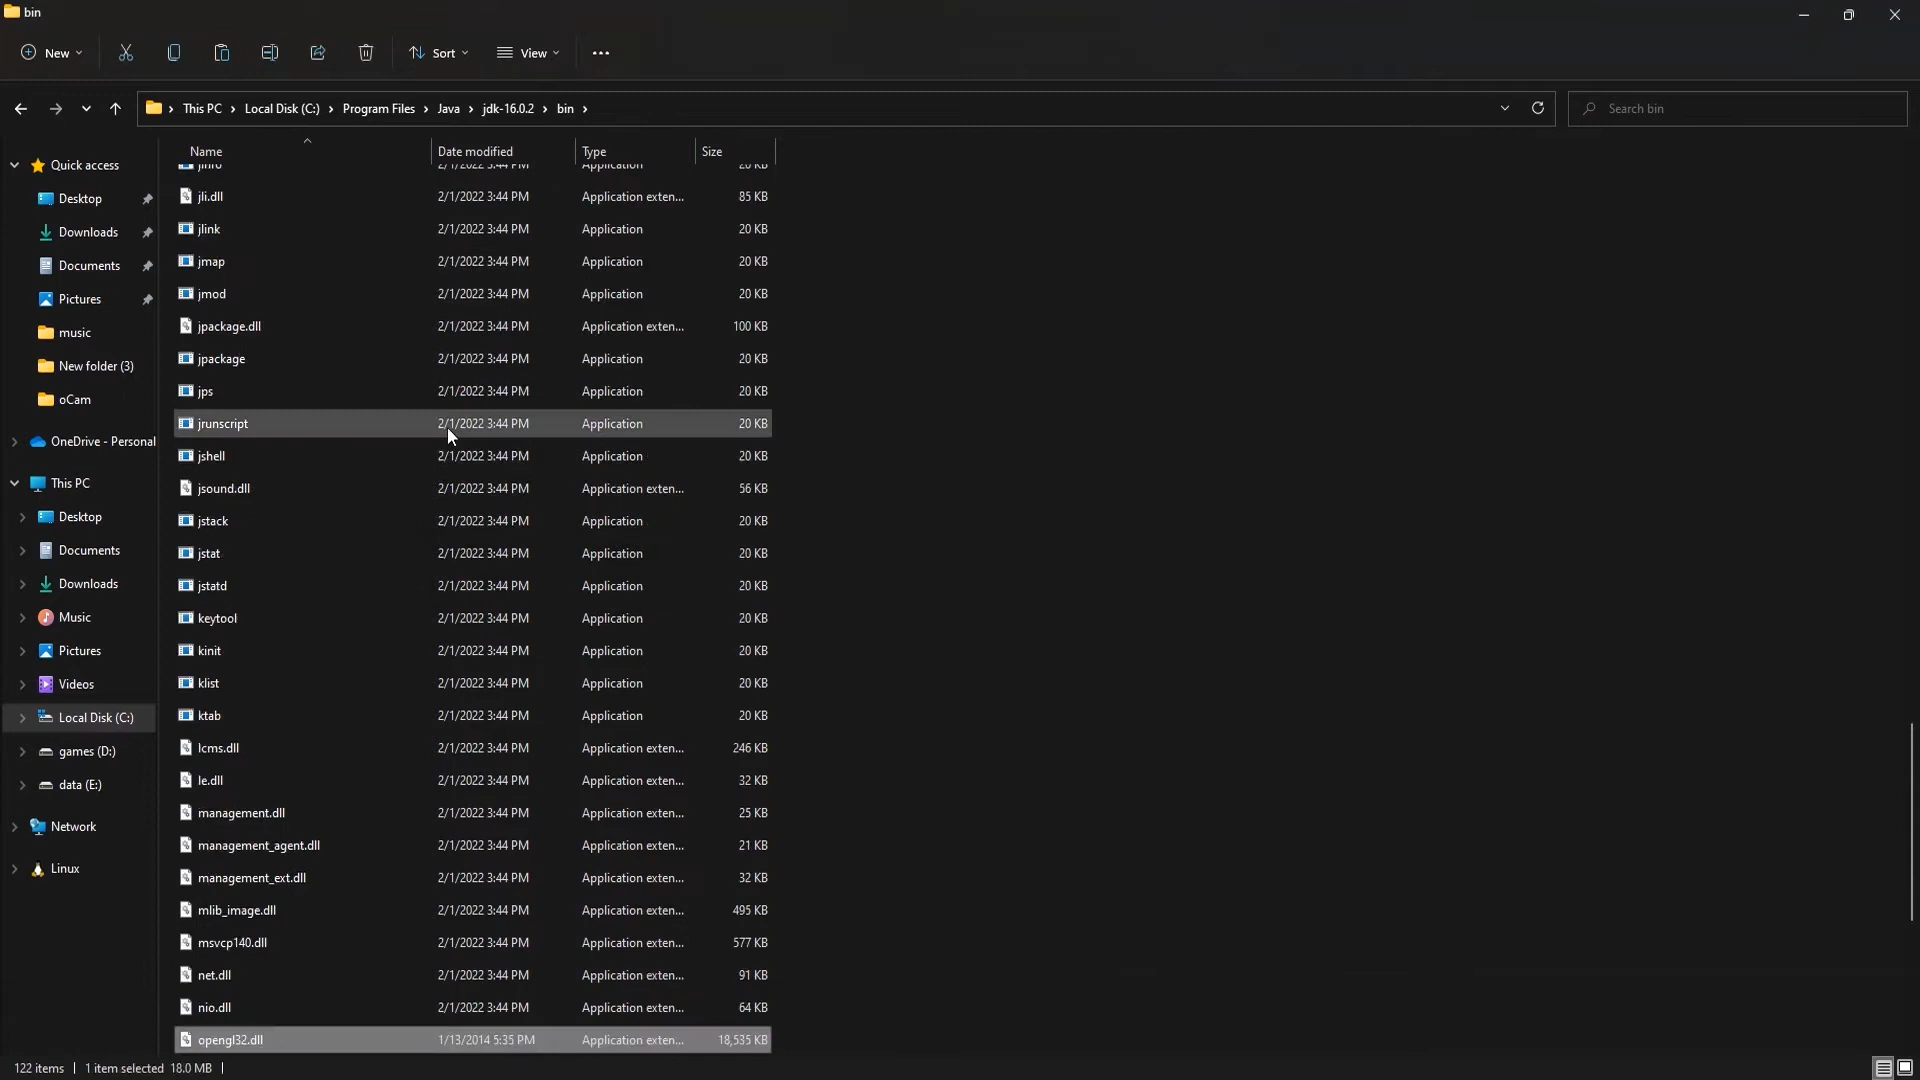 bin
New
Sort
View
This PC
Local Disk (C:)
Program Files
Java
jdk-16.0.2
bin
Search bin
Name Date modified Type Size
Quick access
Desktop
Downloads
Documents
Pictures
music
New folder (3)
oCam
OneDrive - Personal
This PC
Desktop
Documents
Downloads
Music
Pictures
Videos
Local Disk (C:)
games (D:)
data (E:)
Network
Linux
jinfo 2/1/2022 3:44 PM Application 20 KB
jli.dll 2/1/2022 3:44 PM Application exten... 85 KB
jlink 2/1/2022 3:44 PM Application 20 KB
jmap 2/1/2022 3:44 PM Application 20 KB
jmod 2/1/2022 3:44 PM Application 20 KB
jpackage.dll 2/1/2022 3:44 PM Application exten... 100 KB
jpackage 2/1/2022 3:44 PM Application 20 KB
jps 2/1/2022 3:44 PM Application 20 KB
jrunscript 2/1/2022 3:44 PM Application 20 KB
jshell 2/1/2022 3:44 PM Application 20 KB
jsound.dll 2/1/2022 3:44 PM Application exten... 56 KB
jstack 2/1/2022 3:44 PM Application 20 KB
jstat 2/1/2022 3:44 PM Application 20 KB
jstatd 2/1/2022 3:44 PM Application 20 KB
keytool 2/1/2022 3:44 PM Application 20 KB
kinit 2/1/2022 3:44 PM Application 20 KB
klist 2/1/2022 3:44 PM Application 20 KB
ktab 2/1/2022 3:44 PM Application 20 KB
lcms.dll 2/1/2022 3:44 PM Application exten... 246 KB
le.dll 2/1/2022 3:44 PM Application exten... 32 KB
management.dll 2/1/2022 3:44 PM Application exten... 25 KB
management_agent.dll 2/1/2022 3:44 PM Application exten... 21 KB
management_ext.dll 2/1/2022 3:44 PM Application exten... 32 KB
mlib_image.dll 2/1/2022 3:44 PM Application exten... 495 KB
msvcp140.dll 2/1/2022 3:44 PM Application exten... 577 KB
net.dll 2/1/2022 3:44 PM Application exten... 91 KB
nio.dll 2/1/2022 3:44 PM Application exten... 64 KB
opengl32.dll 1/13/2014 5:35 PM Application exten... 18,535 KB
122 items
1 item selected 18.0 MB